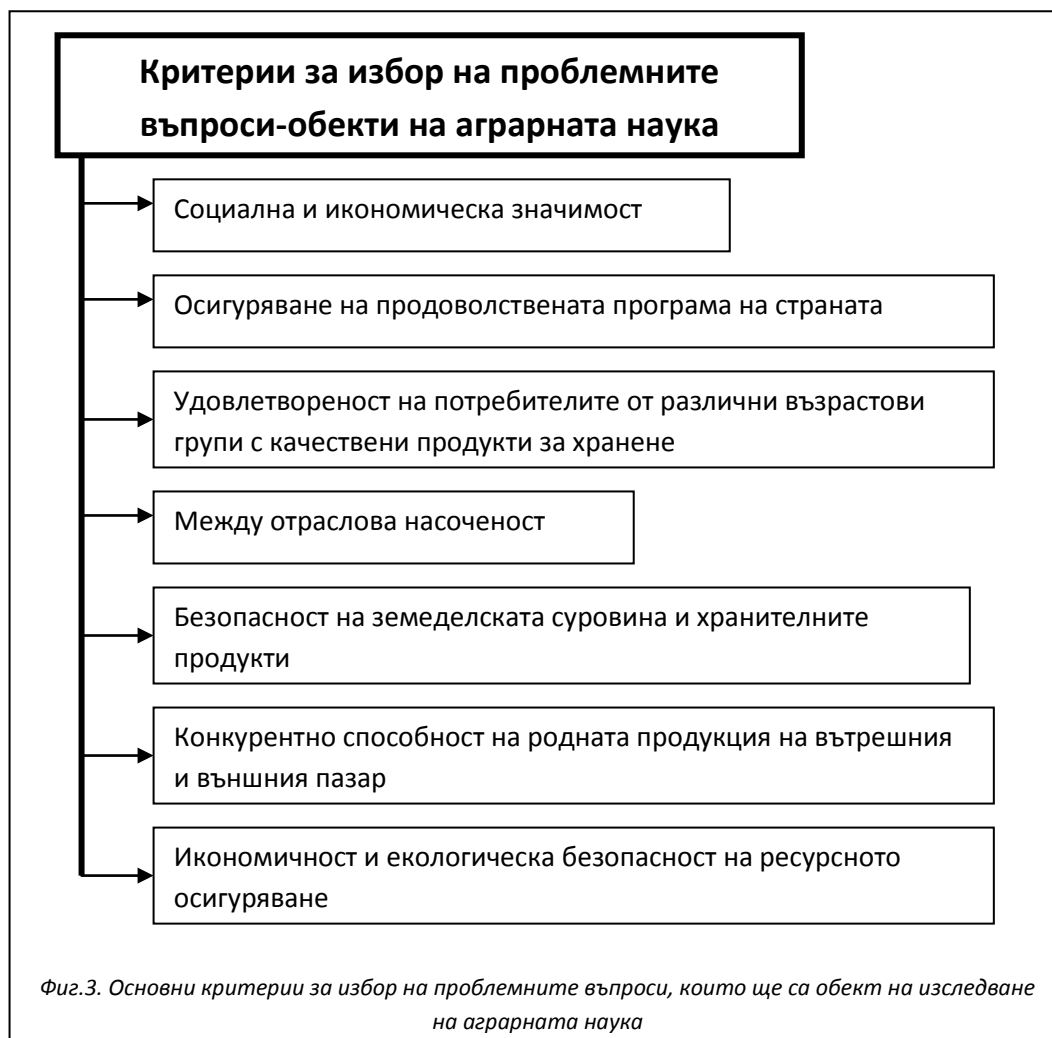 Критерии за избор на проблемните
въпроси-обекти на аграрната наука
Социална и икономическа значимост
Осигуряване на продоволствената програма на страната
Удовлетвореност на потребителите от различни възрастови
групи с качествени продукти за хранене
Между отраслова насоченост
Безопасност на земеделската суровина и хранителните
продукти
Конкурентно способност на родната продукция на вътрешния
и външния пазар
Икономичност и екологическа безопасност на ресурсното
осигуряване
Фиг.3. Основни критерии за избор на проблемните въпроси, които ще са обект на изследване
на аграрната наука